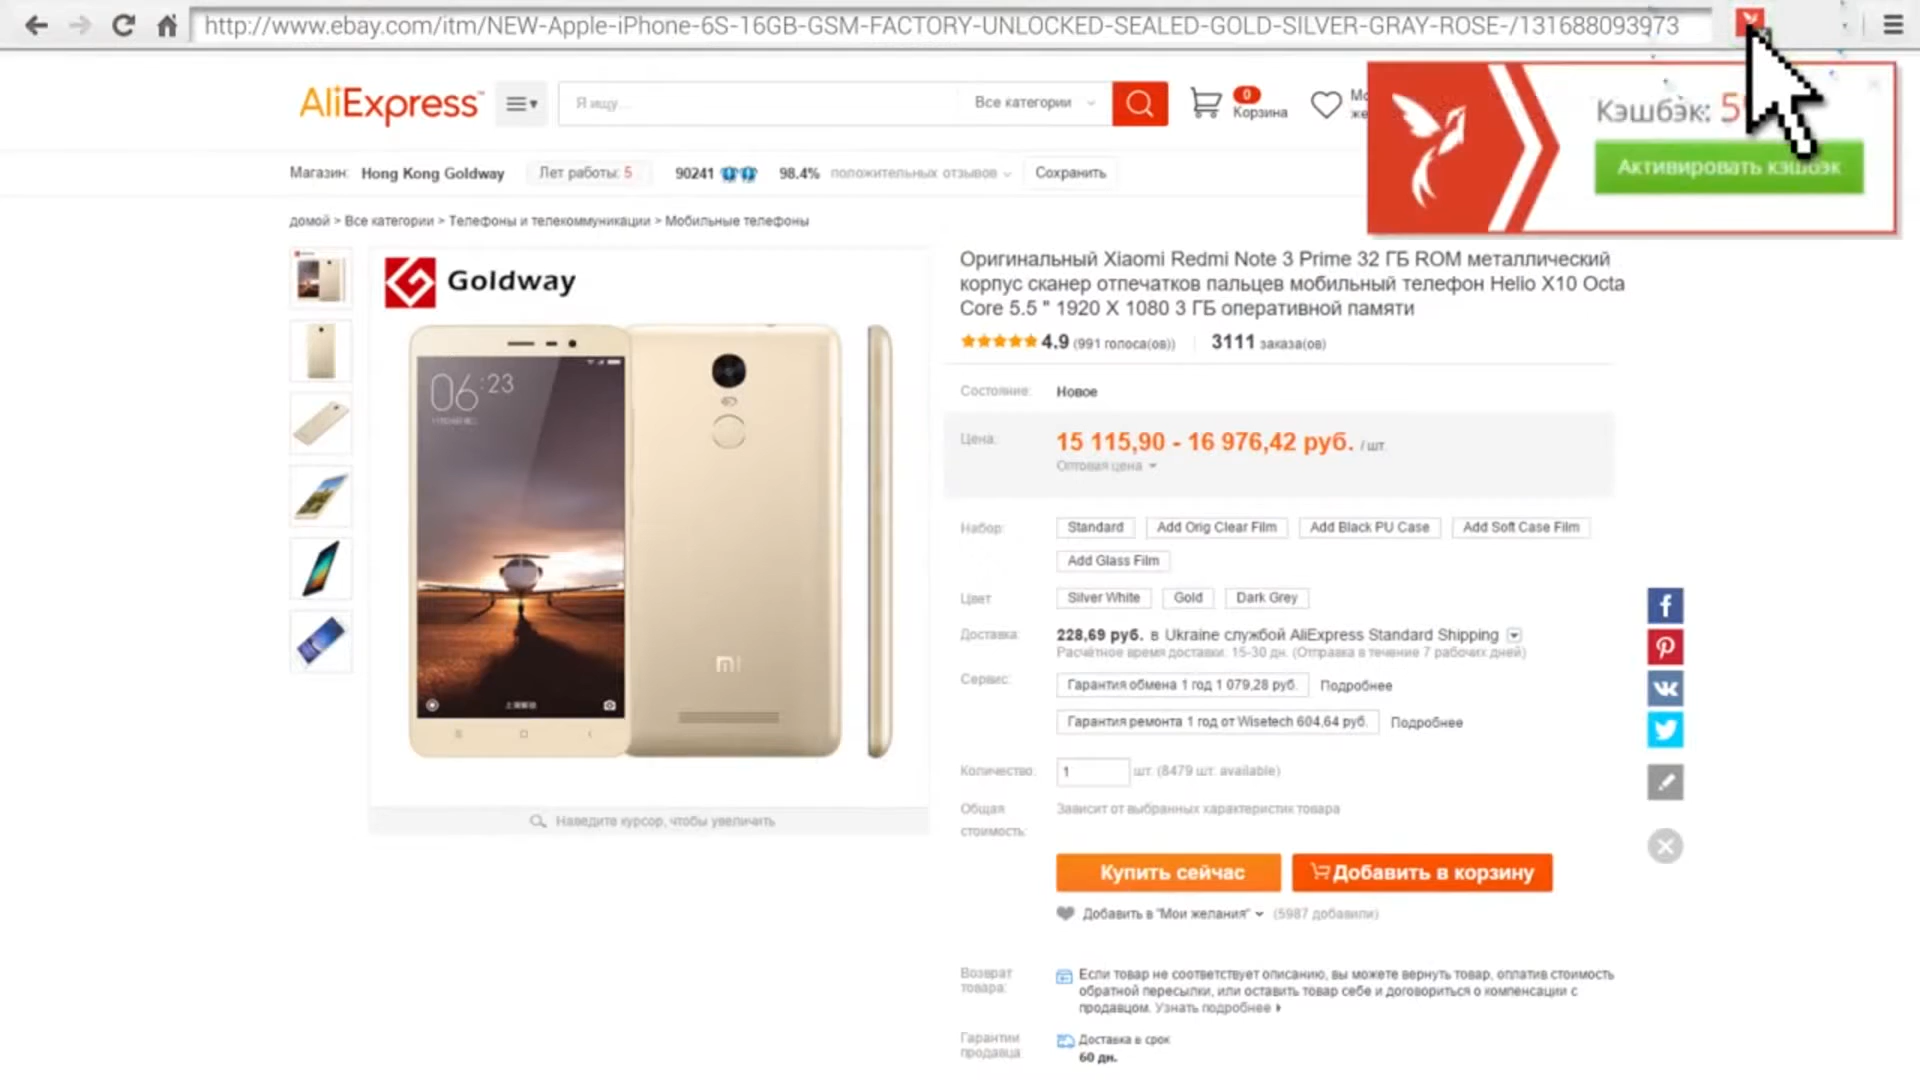 http://www.ebay.com/itm/NEW-Apple-iPhone-6S-16GB-GSM-FACTORY-UNLOCKED-SEALED-GOLD-SILVER-GRAY-ROSE-/131688093973
AliExpress™
Я ищу...
Все категории
0
Корзина
Кэшбэк: 5
Активировать кэшбэк
Магазин: Hong Kong Goldway
Лет работы: 5
90241
98.4% положительных отзывов
Сохранить
домой > Все категории > Телефоны и телекоммуникации > Мобильные телефоны
Goldway
06:23
mi
Наведите курсор, чтобы увеличить
Оригинальный Xiaomi Redmi Note 3 Prime 32 ГБ ROM металлический
корпус сканер отпечатков пальцев мобильный телефон Helio X10 Octa
Core 5.5 " 1920 X 1080 3 ГБ оперативной памяти
4.9 (991 голоса(ов)) 3111 заказа(ов)
Состояние: Новое
Цена: 15 115,90 - 16 976,42 руб. / шт.
Оптовая цена
Набор: Standard Add Orig Clear Film Add Black PU Case Add Soft Case Film
Add Glass Film
Цвет Silver White Gold Dark Grey
Доставка: 228,69 руб. в Ukraine службой AliExpress Standard Shipping
Расчётное время доставки: 15-30 дн. (Отправка в течение 7 рабочих дней)
Сервис: Гарантия обмена 1 год 1 079,28 руб. Подробнее
Гарантия ремонта 1 год от Wisetech 604,64 руб. Подробнее
Количество: 1 шт. (8479 шт. available)
Общая стоимость: Зависит от выбранных характеристик товара
Купить сейчас
Добавить в корзину
Добавить в "Мои желания" (5987 добавили)
Возврат товара: Если товар не соответствует описанию, вы можете вернуть товар, оплатив стоимость
обратной пересылки, или оставить товар себе и договориться о компенсации с
продавцом. Узнать подробнее
Гарантии продавца Доставка в срок
60 дн.